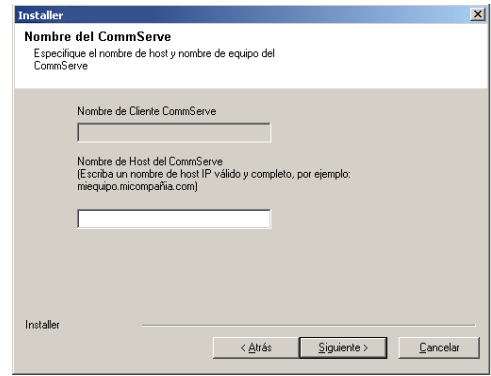 Installer
Nombre del CommServe
Especifique el nombre de host y nombre de equipo del
CommServe
Nombre de Cliente CommServe
Nombre de Host del CommServe
(Escriba un nombre de host IP válido y completo, por ejemplo:
miequipo.micompañia.com)
Installer
< Atrás
Siguiente >
Cancelar